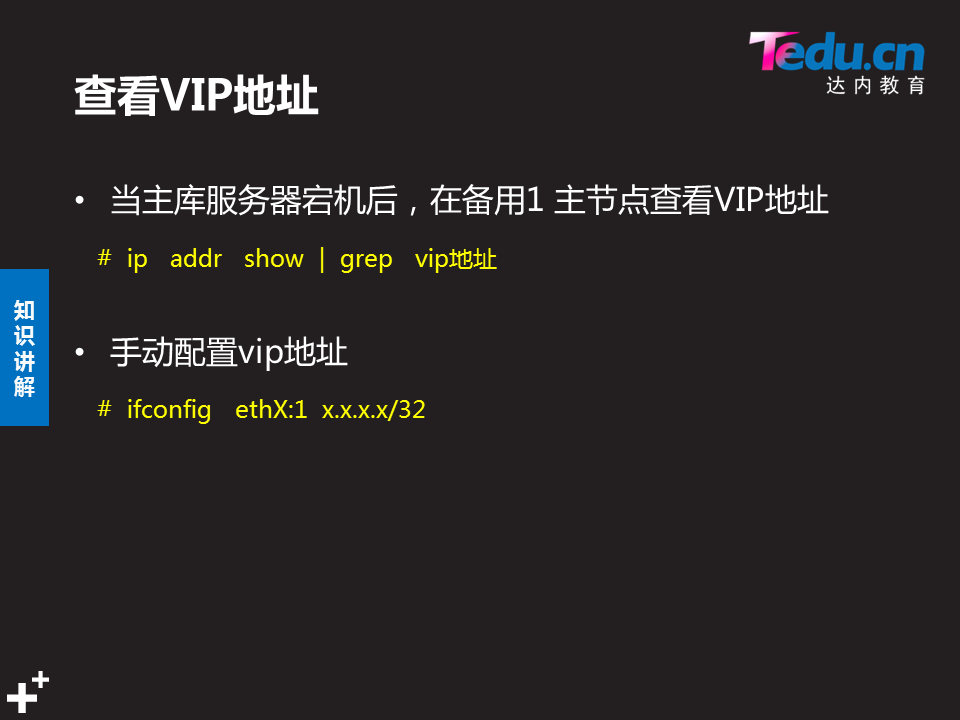 Tedu.cn
达内教育
查看VIP地址
• 当主库服务器宕机后，在备用1 主节点查看VIP地址
# ip addr show | grep vip地址
知识讲解
• 手动配置vip地址
# ifconfig ethX:1 x.x.x.x/32